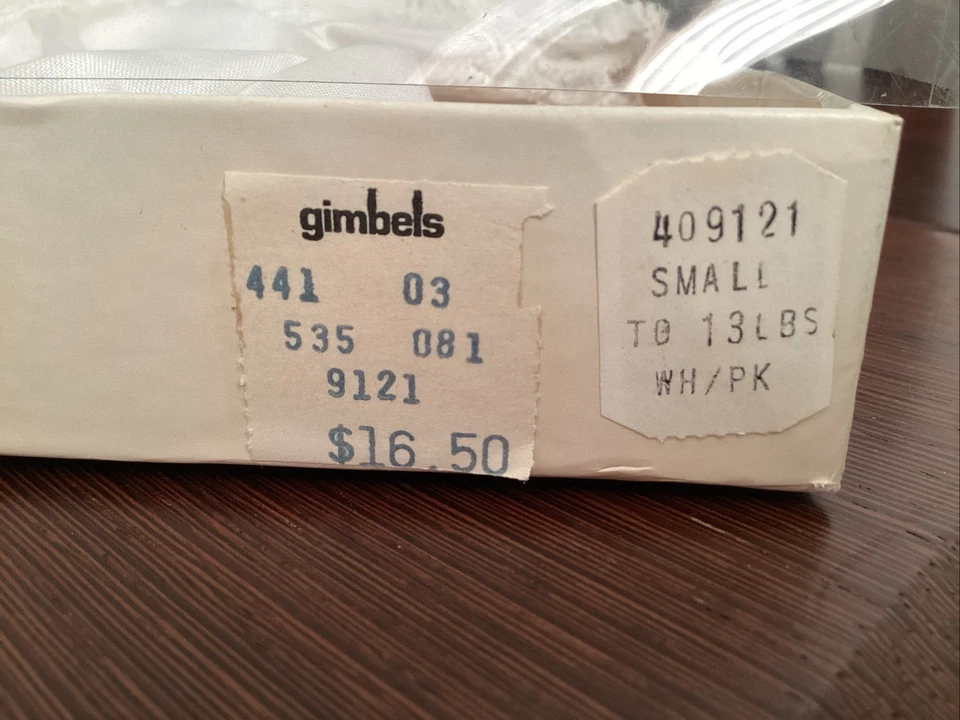 gimbels
441 03
535 081
9121
$16.50
409121
SMALL
TO 13LBS
WH/PK